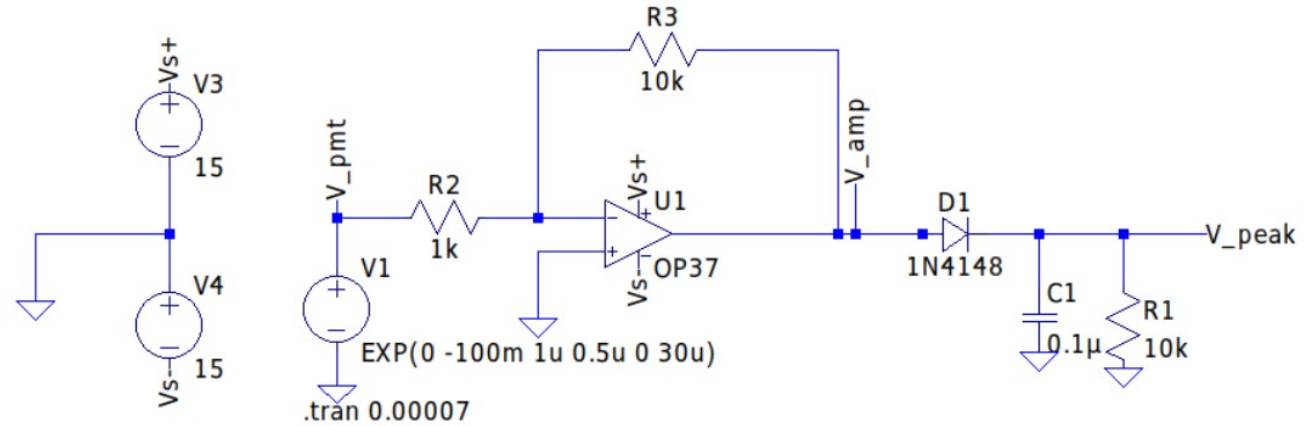 R3
10k
Vs+
V3
15
V_pmt
R2
1k
V_amp
Vs+
U1
OP37
Vs-
D1
1N4148
V_peak
V4
15
Vs-
V1
EXP(0 -100m 1u 0.5u 0 30u)
C1
0.1µ
R1
10k
.tran 0.00007